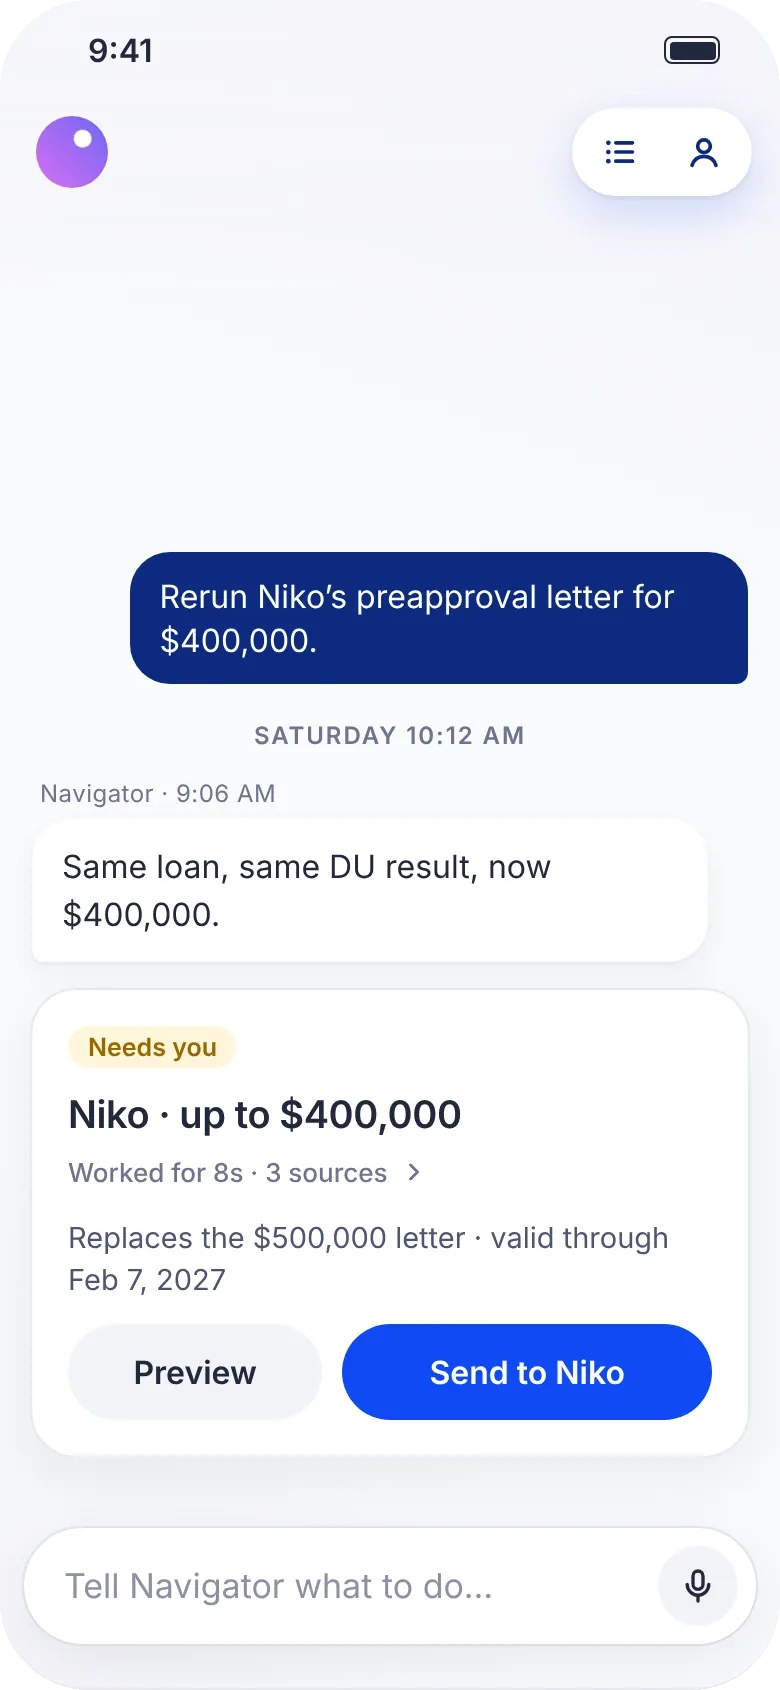 9:41
Rerun Niko’s preapproval letter for
$400,000.
SATURDAY 10:12 AM
Navigator · 9:06 AM
Same loan, same DU result, now
$400,000.
Needs you
Niko · up to $400,000
Worked for 8s · 3 sources
Replaces the $500,000 letter · valid through
Feb 7, 2027
Preview
Send to Niko
Tell Navigator what to do...